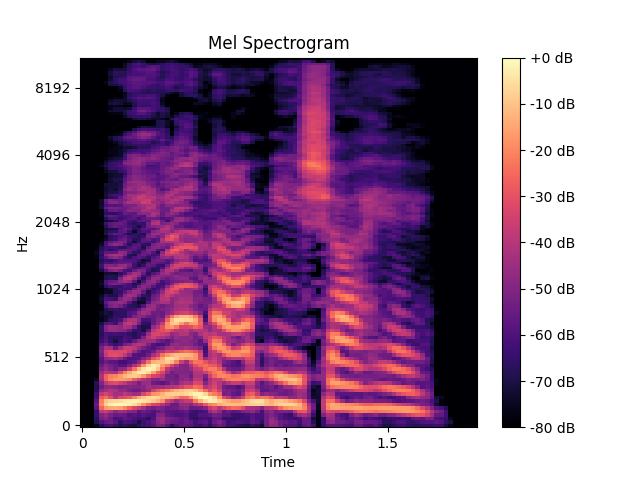 Mel Spectrogram
+0 dB
8192
-10 dB
4096
-20 dB
-30 dB
2048
-40 dB
Hz
1024
-50 dB
-60 dB
512
-70 dB
0
-80 dB
0
0.5
1
1.5
Time